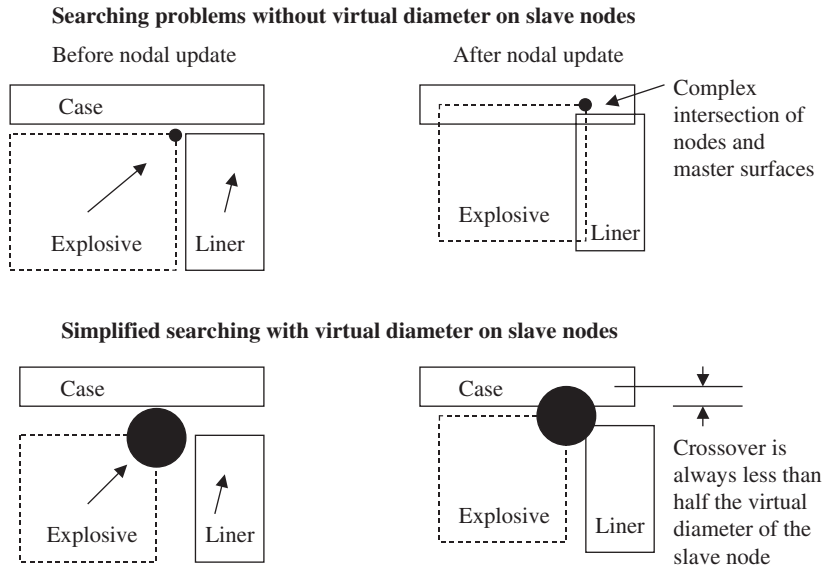 Searching problems without virtual diameter on slave nodes
Before nodal update
After nodal update
Case
Explosive
Liner
Explosive
Liner
Complex
intersection of
nodes and
master surfaces
Simplified searching with virtual diameter on slave nodes
Case
Explosive
Liner
Case
Explosive
Liner
Crossover is
always less than
half the virtual
diameter of the
slave node